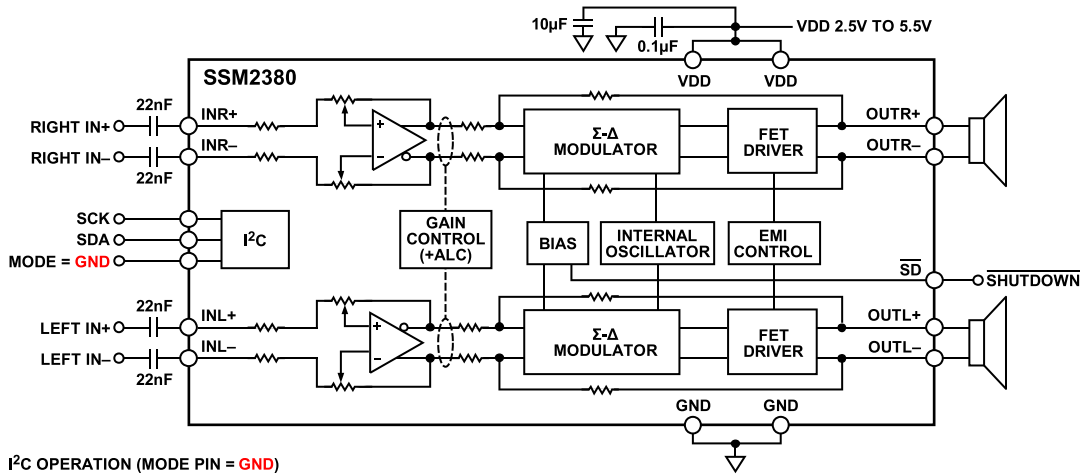 10µF
0.1µF
VDD 2.5V TO 5.5V
SSM2380
VDD
VDD
22nF
RIGHT IN+
INR+
RIGHT IN–
INR–
22nF
Σ-Δ
MODULATOR
FET
DRIVER
OUTR+
OUTR–
SCK
SDA
MODE = GND
I²C
GAIN
CONTROL
(+ALC)
BIAS
INTERNAL
OSCILLATOR
EMI
CONTROL
SD
SHUTDOWN
22nF
LEFT IN+
INL+
LEFT IN–
INL–
22nF
Σ-Δ
MODULATOR
FET
DRIVER
OUTL+
OUTL–
GND
GND
I²C OPERATION (MODE PIN = GND)